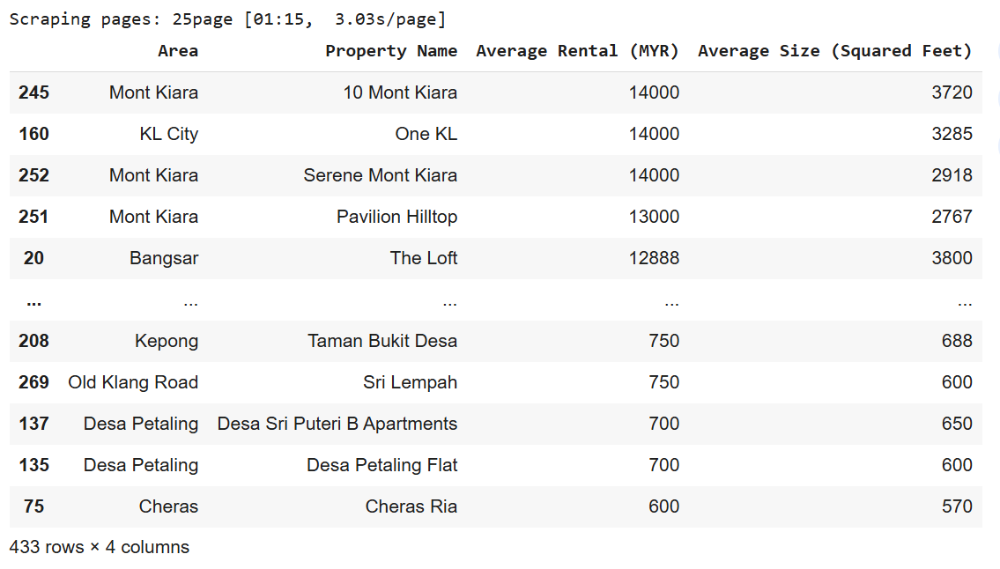 Scraping pages: 25page [01:15,  3.03s/page]
Area Property Name Average Rental (MYR) Average Size (Squared Feet)
245 Mont Kiara 10 Mont Kiara 14000 3720
160 KL City One KL 14000 3285
252 Mont Kiara Serene Mont Kiara 14000 2918
251 Mont Kiara Pavilion Hilltop 13000 2767
20 Bangsar The Loft 12888 3800
... ... ... ... ...
208 Kepong Taman Bukit Desa 750 688
269 Old Klang Road Sri Lempah 750 600
137 Desa Petaling Desa Sri Puteri B Apartments 700 650
135 Desa Petaling Desa Petaling Flat 700 600
75 Cheras Cheras Ria 600 570
433 rows × 4 columns